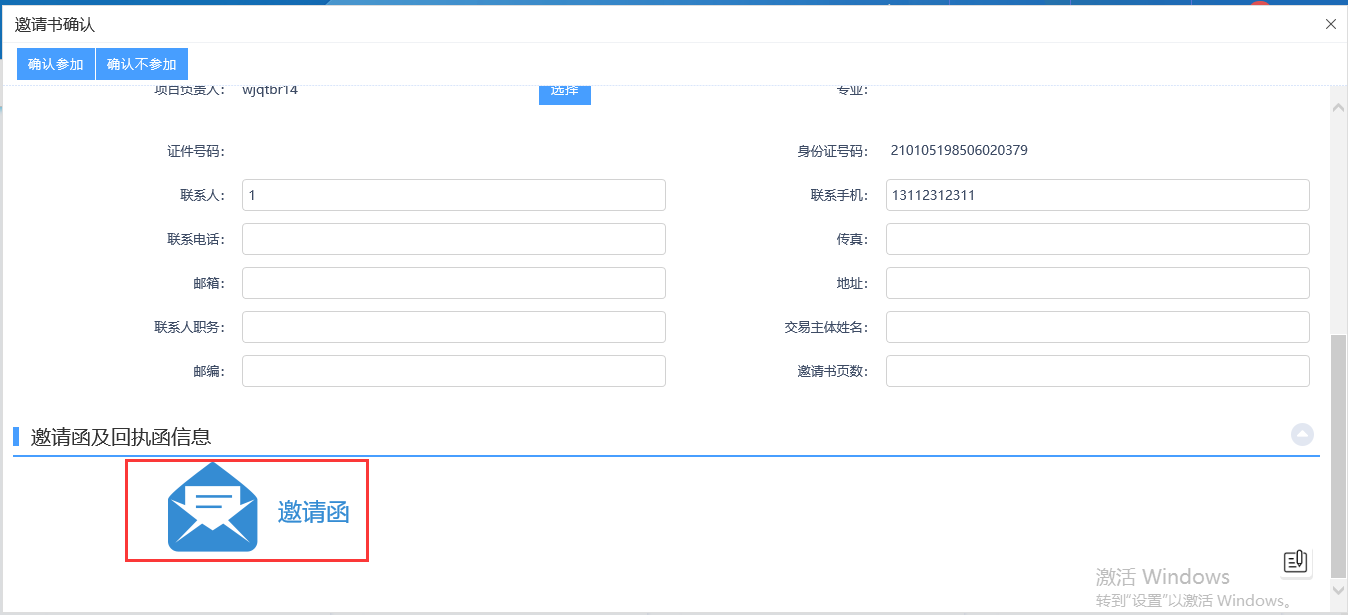 邀请书确认
确认参加 确认不参加
项目负责人： wjqtbr14 选择 专业：
证件号码： 身份证号码： 210105198506020379
联系人： 1 联系手机： 13112312311
联系电话： 传真：
邮箱： 地址：
联系人职务： 交易主体姓名：
邮编： 邀请书页数：
邀请函及回执函信息
邀请函
激活 Windows
转到"设置"以激活 Windows。